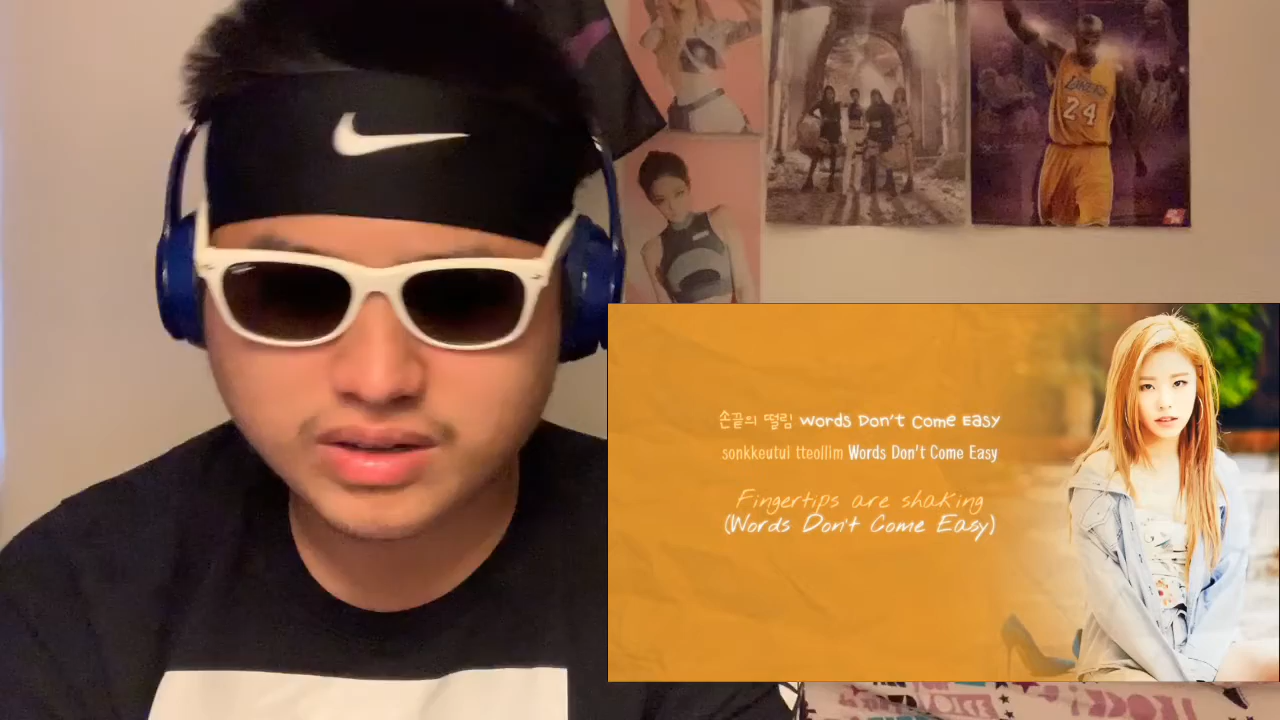 LAKERS
24
손끝의 떨림 Words Don't Come Easy
sonkkeutui tteollim Words Don't Come Easy
Fingertips are shaking
(Words Don't Come Easy)